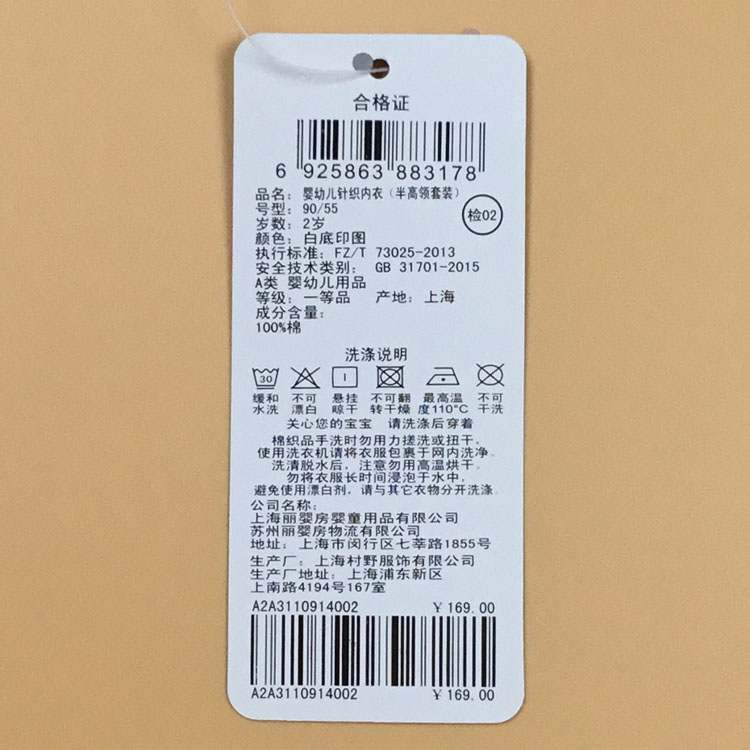 合格证
6 925863 883178
品名：婴幼儿针织内衣（半高领套装）
号型：90/55
检02
岁数：2岁
颜色：白底印图
执行标准：FZ/T 73025-2013
安全技术类别：GB 31701-2015
A类 婴幼儿用品
等级：一等品 产地：上海
成分含量：
100%棉
洗涤说明
30
缓和水洗 不可漂白 悬挂晾干 不可翻转干燥 最高温度110°C 不可干洗
关心您的宝宝 请洗涤后穿着
棉织品手洗时勿用力搓洗或扭干。
使用洗衣机请将衣服包裹于网内洗净。
洗清脱水后，注意勿用高温烘干。
勿将衣服长时间浸泡于水中。
避免使用漂白剂，请与其它衣物分开洗涤。
公司名称：
上海丽婴房婴童用品有限公司
苏州丽婴房物流有限公司
地址：上海市闵行区七莘路1855号
生产厂：上海村野服饰有限公司
生产厂地址：上海浦东新区
上南路4194号167室
A2A3110914002 ￥169.00
A2A3110914002 ￥169.00